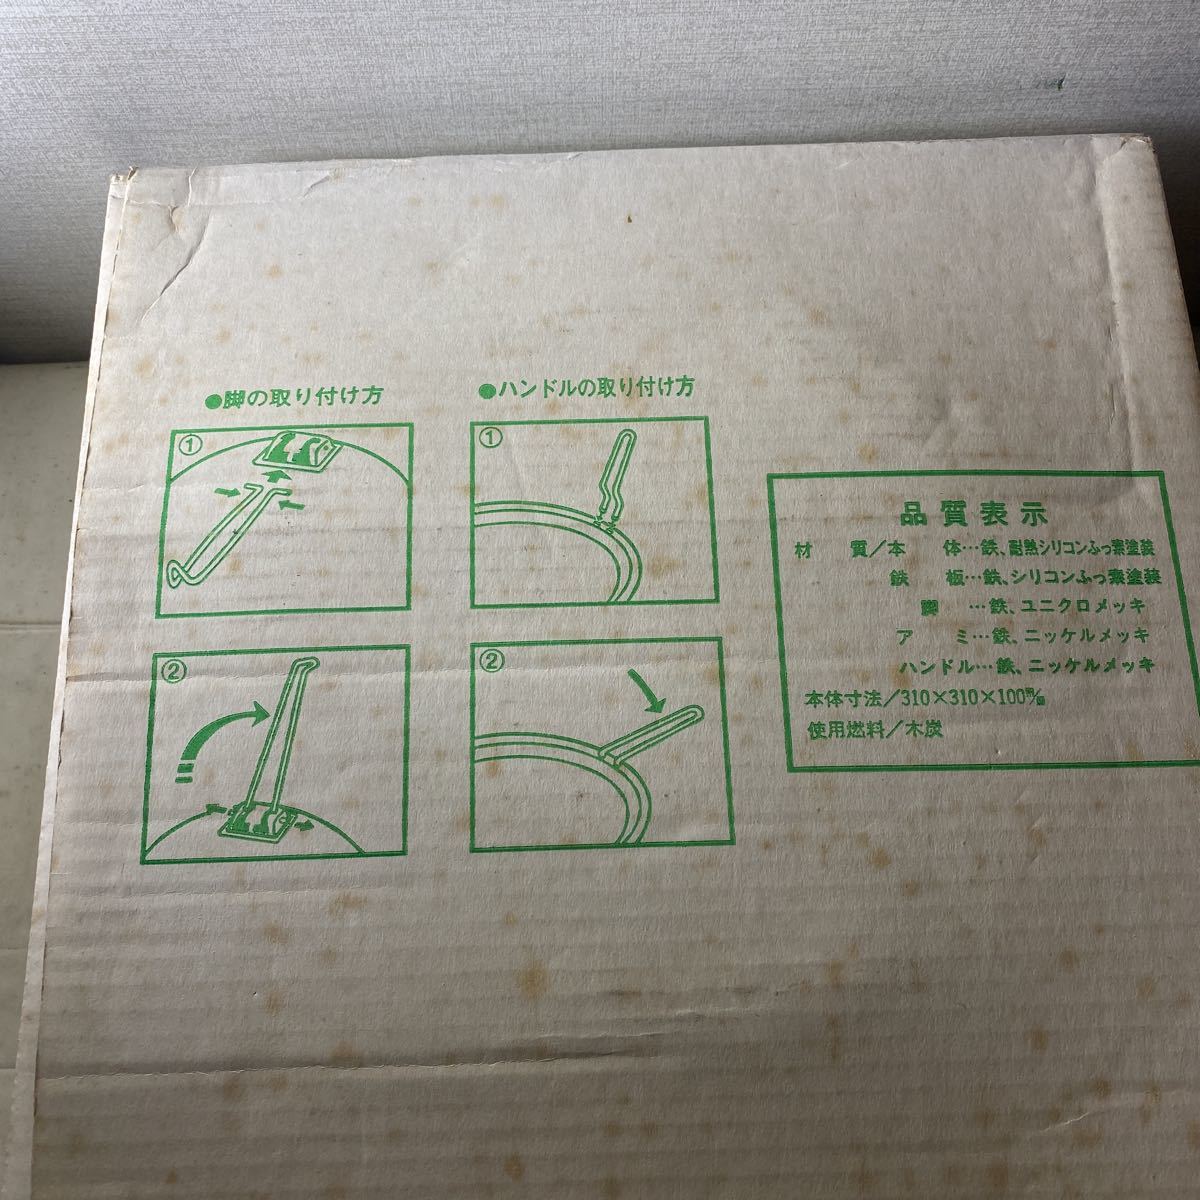 ●脚の取り付け方
①
②
●ハンドルの取り付け方
①
②
品質表示
材　質/本　体…鉄、耐熱シリコンふっ素塗装
鉄　板…鉄、シリコンふっ素塗装
脚　…鉄、ユニクロメッキ
ア　ミ…鉄、ニッケルメッキ
ハンドル…鉄、ニッケルメッキ
本体寸法/310×310×100㎜
使用燃料/木炭